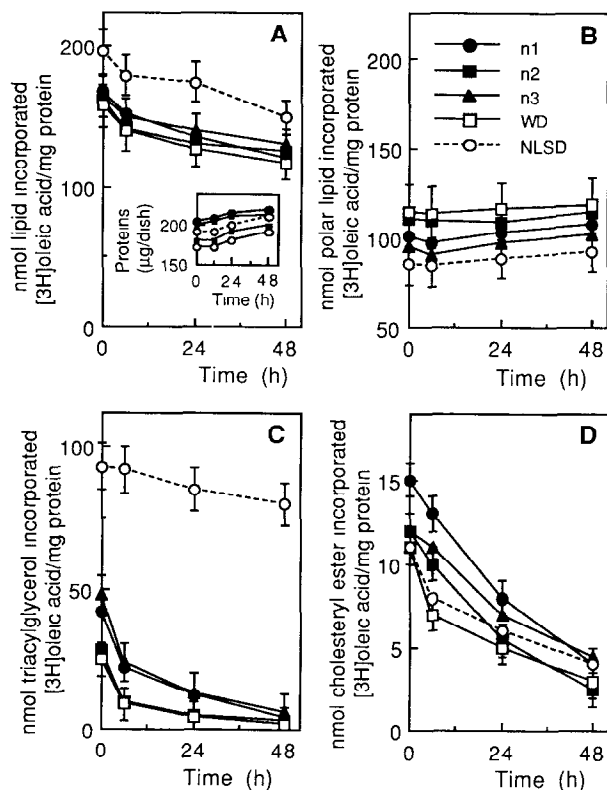 A
nmol lipid incorporated
[3H]oleic acid/mg protein
200
100
0
0 24 48
Time (h)
Proteins
(µg/dish)
200
150
0 24 48
Time (h)
B
n1
n2
n3
WD
NLSD
nmol polar lipid incorporated
[3H]oleic acid/mg protein
200
150
100
50
0 24 48
Time (h)
C
nmol triacylglycerol incorporated
[3H]oleic acid/mg protein
100
50
0
0 24 48
Time (h)
D
nmol cholesteryl ester incorporated
[3H]oleic acid/mg protein
15
10
5
0
0 24 48
Time (h)